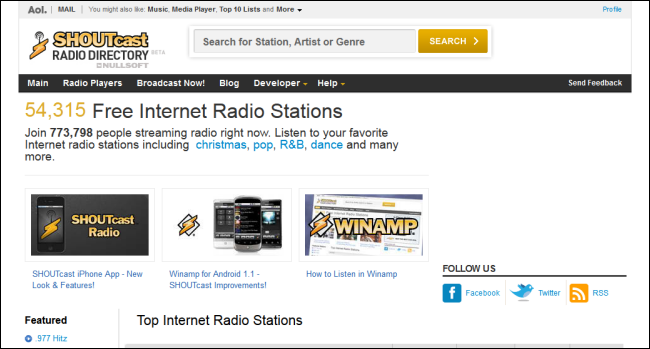 Aol. MAIL You might also like: Music, Media Player, Top 10 Lists and More Profile
SHOUTcast
RADIO DIRECTORY BETA
NULLSOFT
Search for Station, Artist or Genre SEARCH
Main Radio Players Broadcast Now! Blog Developer Help Send Feedback
54,315 Free Internet Radio Stations
Join 773,798 people streaming radio right now. Listen to your favorite
Internet radio stations including christmas, pop, R&B, dance and many
more.
SHOUTcast
Radio
WINAMP
SHOUTcast iPhone App - New
Look & Features!
Winamp for Android 1.1 -
SHOUTcast Improvements!
How to Listen in Winamp
FOLLOW US
Facebook Twitter RSS
Featured
.977 Hitz
Top Internet Radio Stations